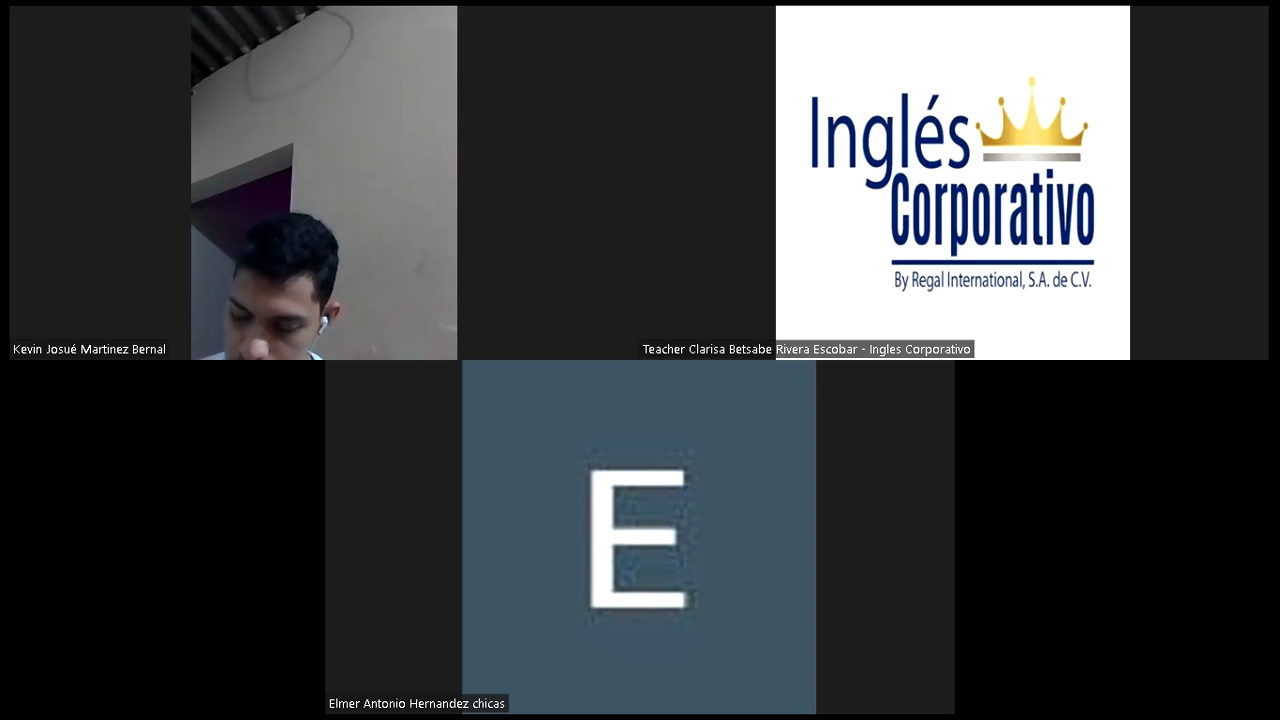 Inglés
Corporativo
By Regal International, S.A. de C.V.
Kevin Josué Martinez Bernal
Teacher Clarisa Betsabe Rivera Escobar - Ingles Corporativo
E
Elmer Antonio Hernandez chicas